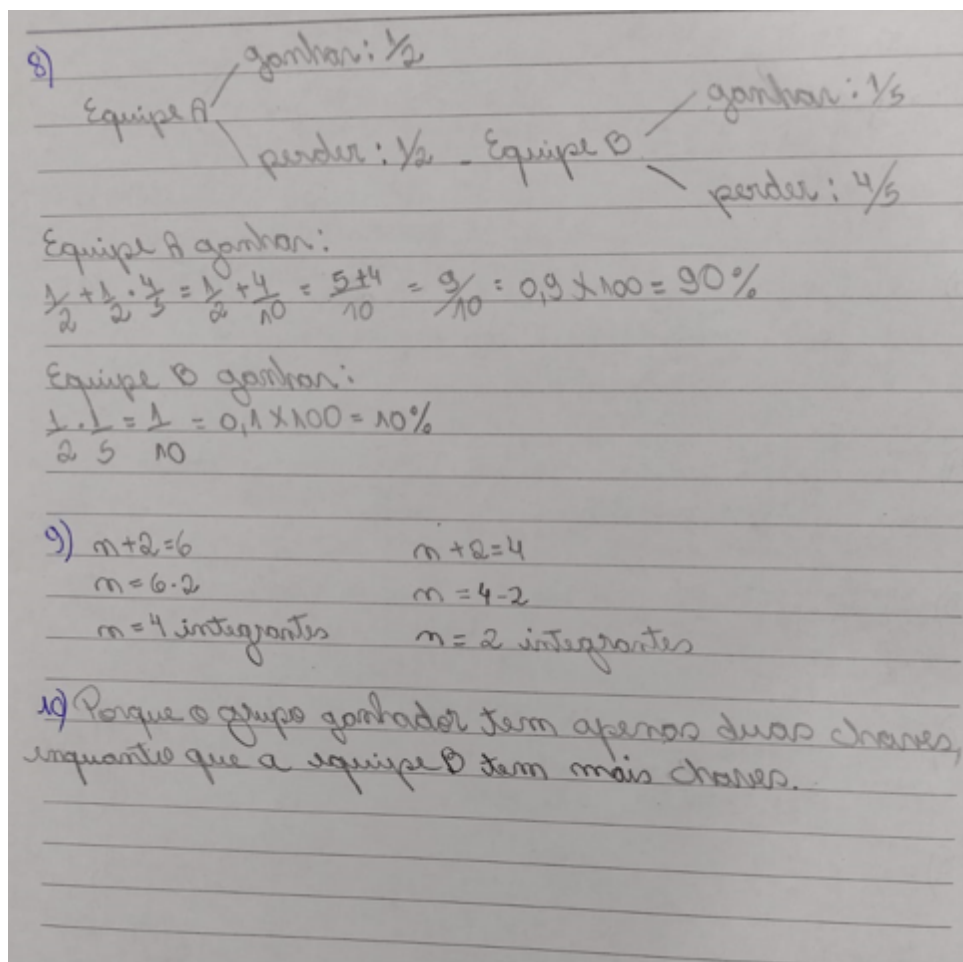 8)
ganhar: 1/2
Equipe A
ganhar: 1/5
perder: 1/2 - Equipe B
perder: 4/5
Equipe A ganhar:
1/2 + 1/2 · 4/5 = 1/2 + 4/10 = 5+4/10 = 9/10 = 0,9 x 100 = 90%
Equipe B ganhar:
1/2 · 1/5 = 1/10 = 0,1 x 100 = 10%
9) n+2=6 n+2=4
n=6-2 n=4-2
n=4 integrantes n=2 integrantes
10) Porque o grupo ganhador tem apenas duas chaves,
inquanto que a equipe B tem mais chaves.